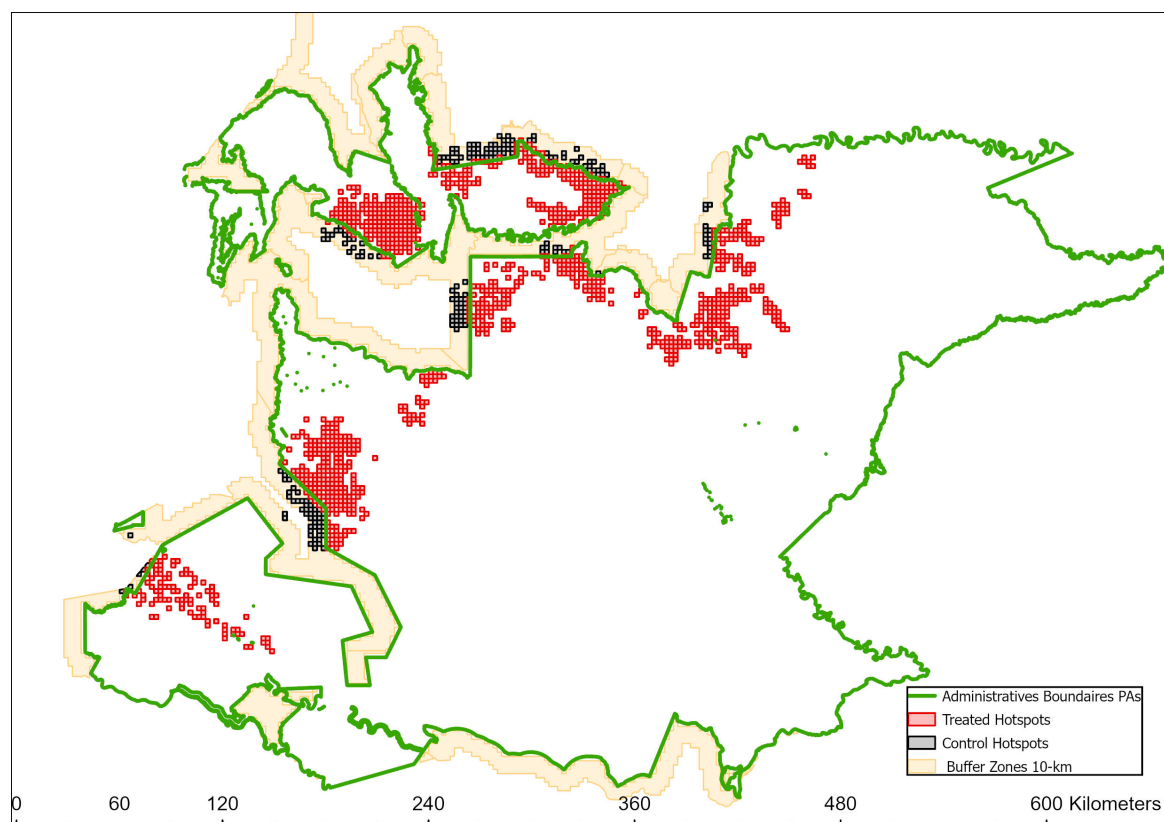 Administratives Boundaires PAs
Treated Hotspots
Control Hotspots
Buffer Zones 10-km
0 60 120 240 360 480 600 Kilometers